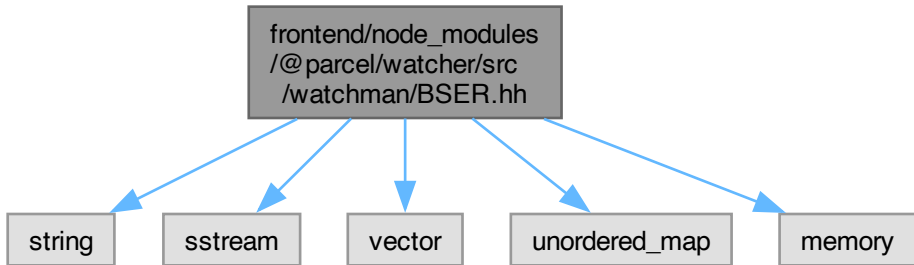 frontend/node_modules
/@parcel/watcher/src
/watchman/BSER.hh
string
sstream
vector
unordered_map
memory